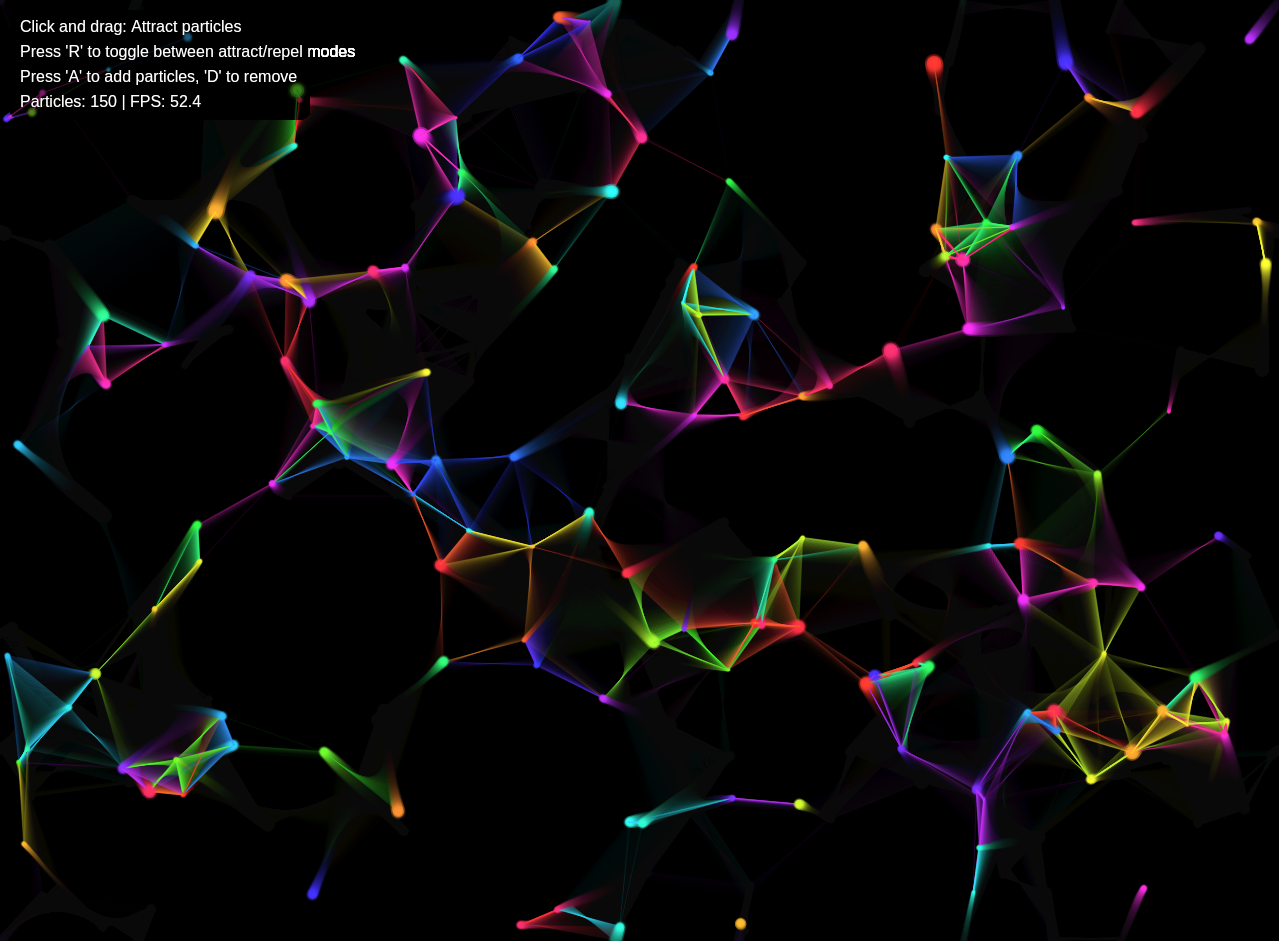 Click and drag: Attract particles
Press 'R' to toggle between attract/repel modes
Press 'A' to add particles, 'D' to remove
Particles: 150 | FPS: 52.4